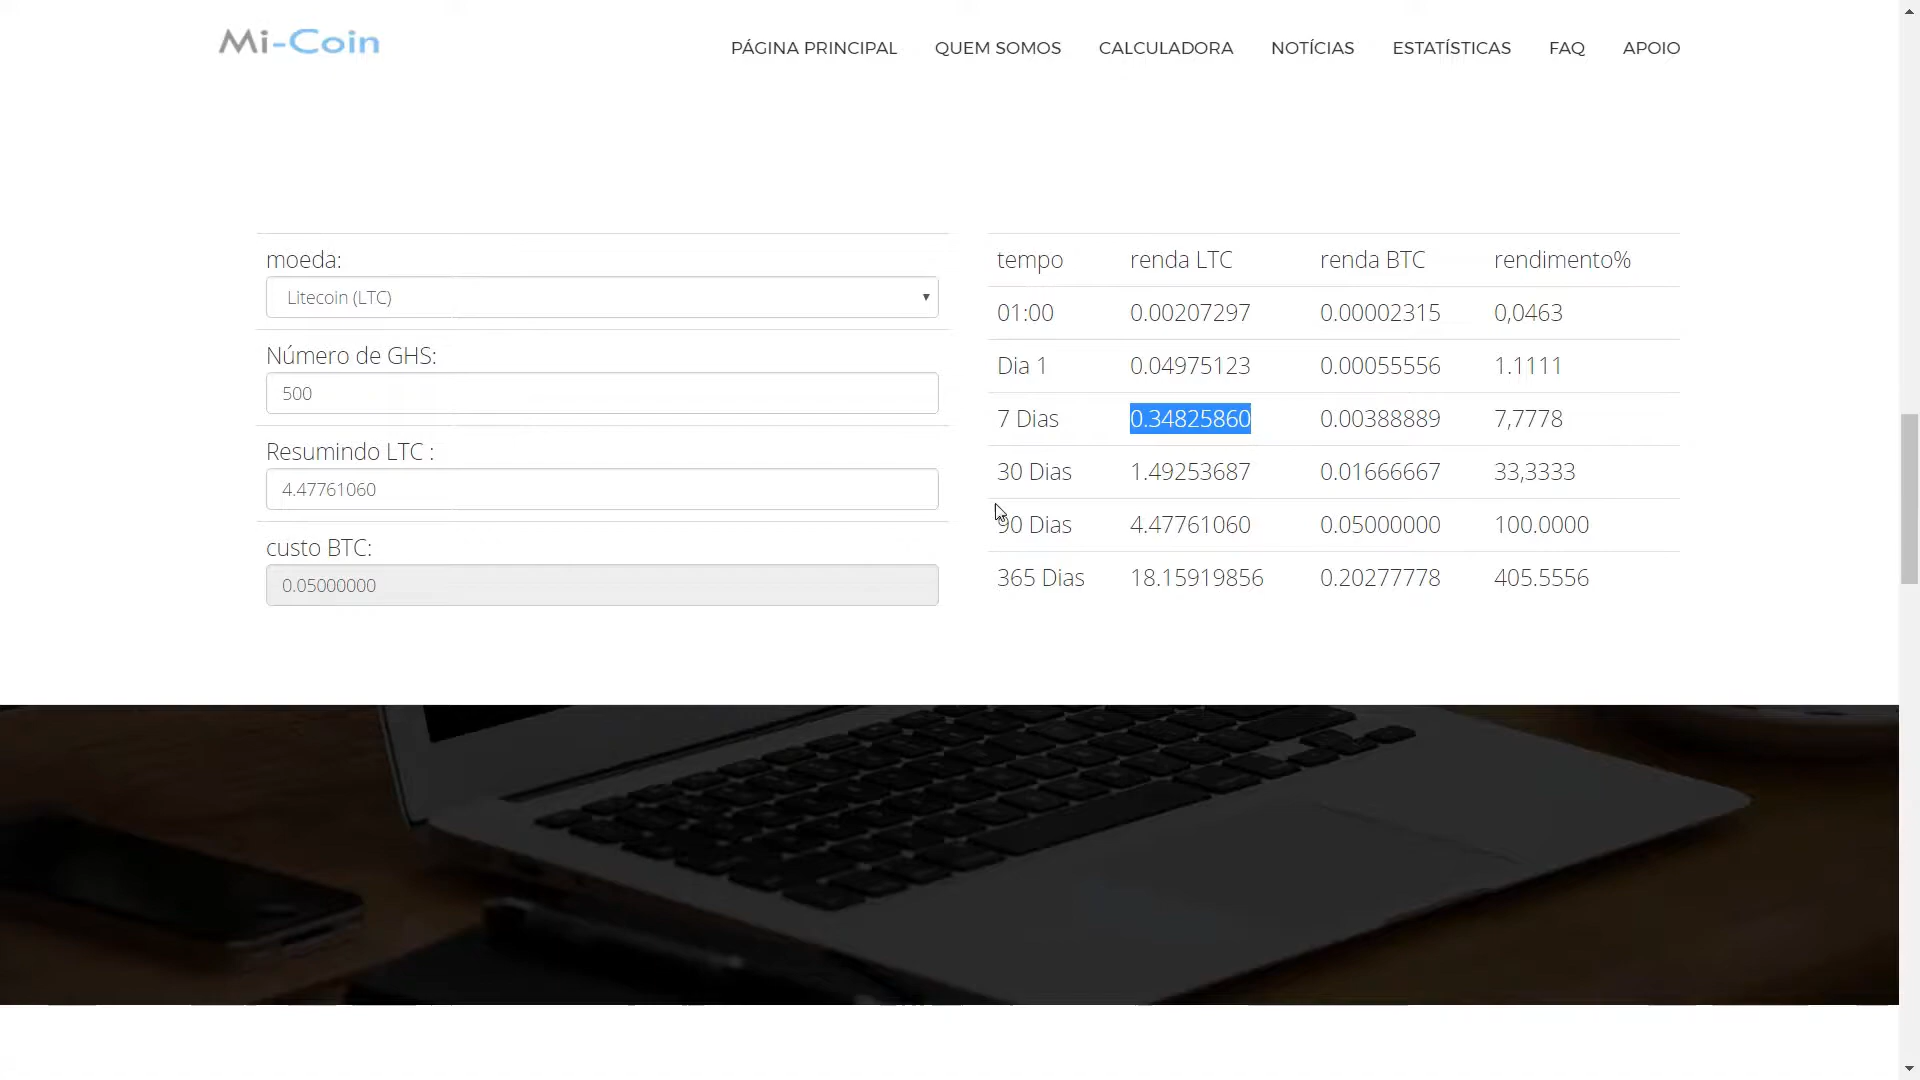 Mi-Coin
PÁGINA PRINCIPAL QUEM SOMOS CALCULADORA NOTÍCIAS ESTATÍSTICAS FAQ APOIO
moeda:
Litecoin (LTC)
Número de GHS:
500
Resumindo LTC :
4.47761060
custo BTC:
0.05000000
tempo renda LTC renda BTC rendimento%
01:00 0.00207297 0.00002315 0,0463
Dia 1 0.04975123 0.00055556 1.1111
7 Dias 0.34825860 0.00388889 7,7778
30 Dias 1.49253687 0.01666667 33,3333
90 Dias 4.47761060 0.05000000 100.0000
365 Dias 18.15919856 0.20277778 405.5556